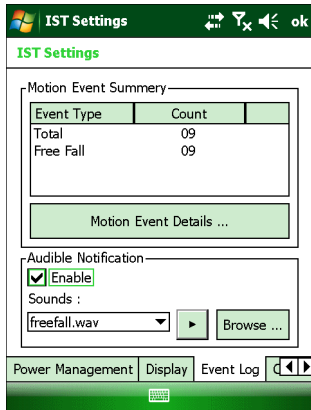 IST Settings
ok
IST Settings
Motion Event Summery
Event Type Count
Total 09
Free Fall 09
Motion Event Details ...
Audible Notification
Enable
Sounds :
freefall.wav Browse ...
Power Management Display Event Log